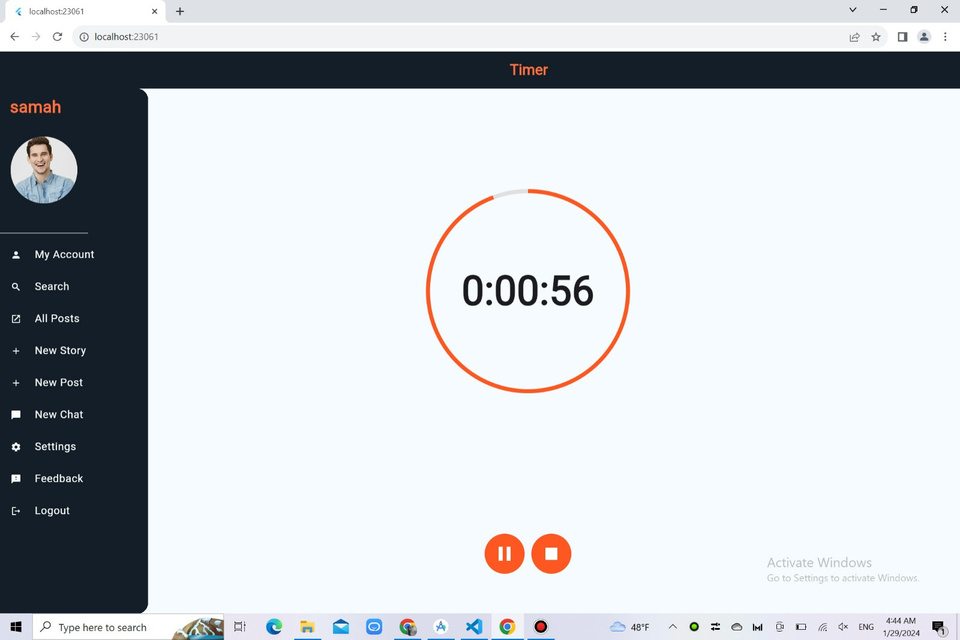 localhost:23061
localhost:23061
Timer
samah
My Account
Search
All Posts
New Story
New Post
New Chat
Settings
Feedback
Logout
0:00:56
Activate Windows
Go to Settings to activate Windows.
Type here to search
48°F
ENG
4:44 AM
1/29/2024
1